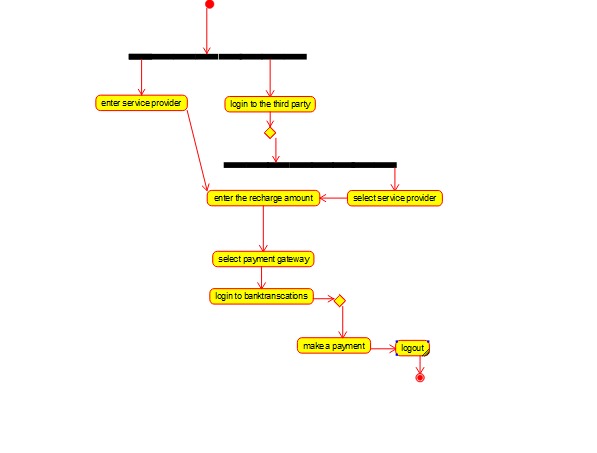 enter service provider
login to the third party
enter the recharge amount
select service provider
select payment gateway
login to banktranscations
make a payment
logout